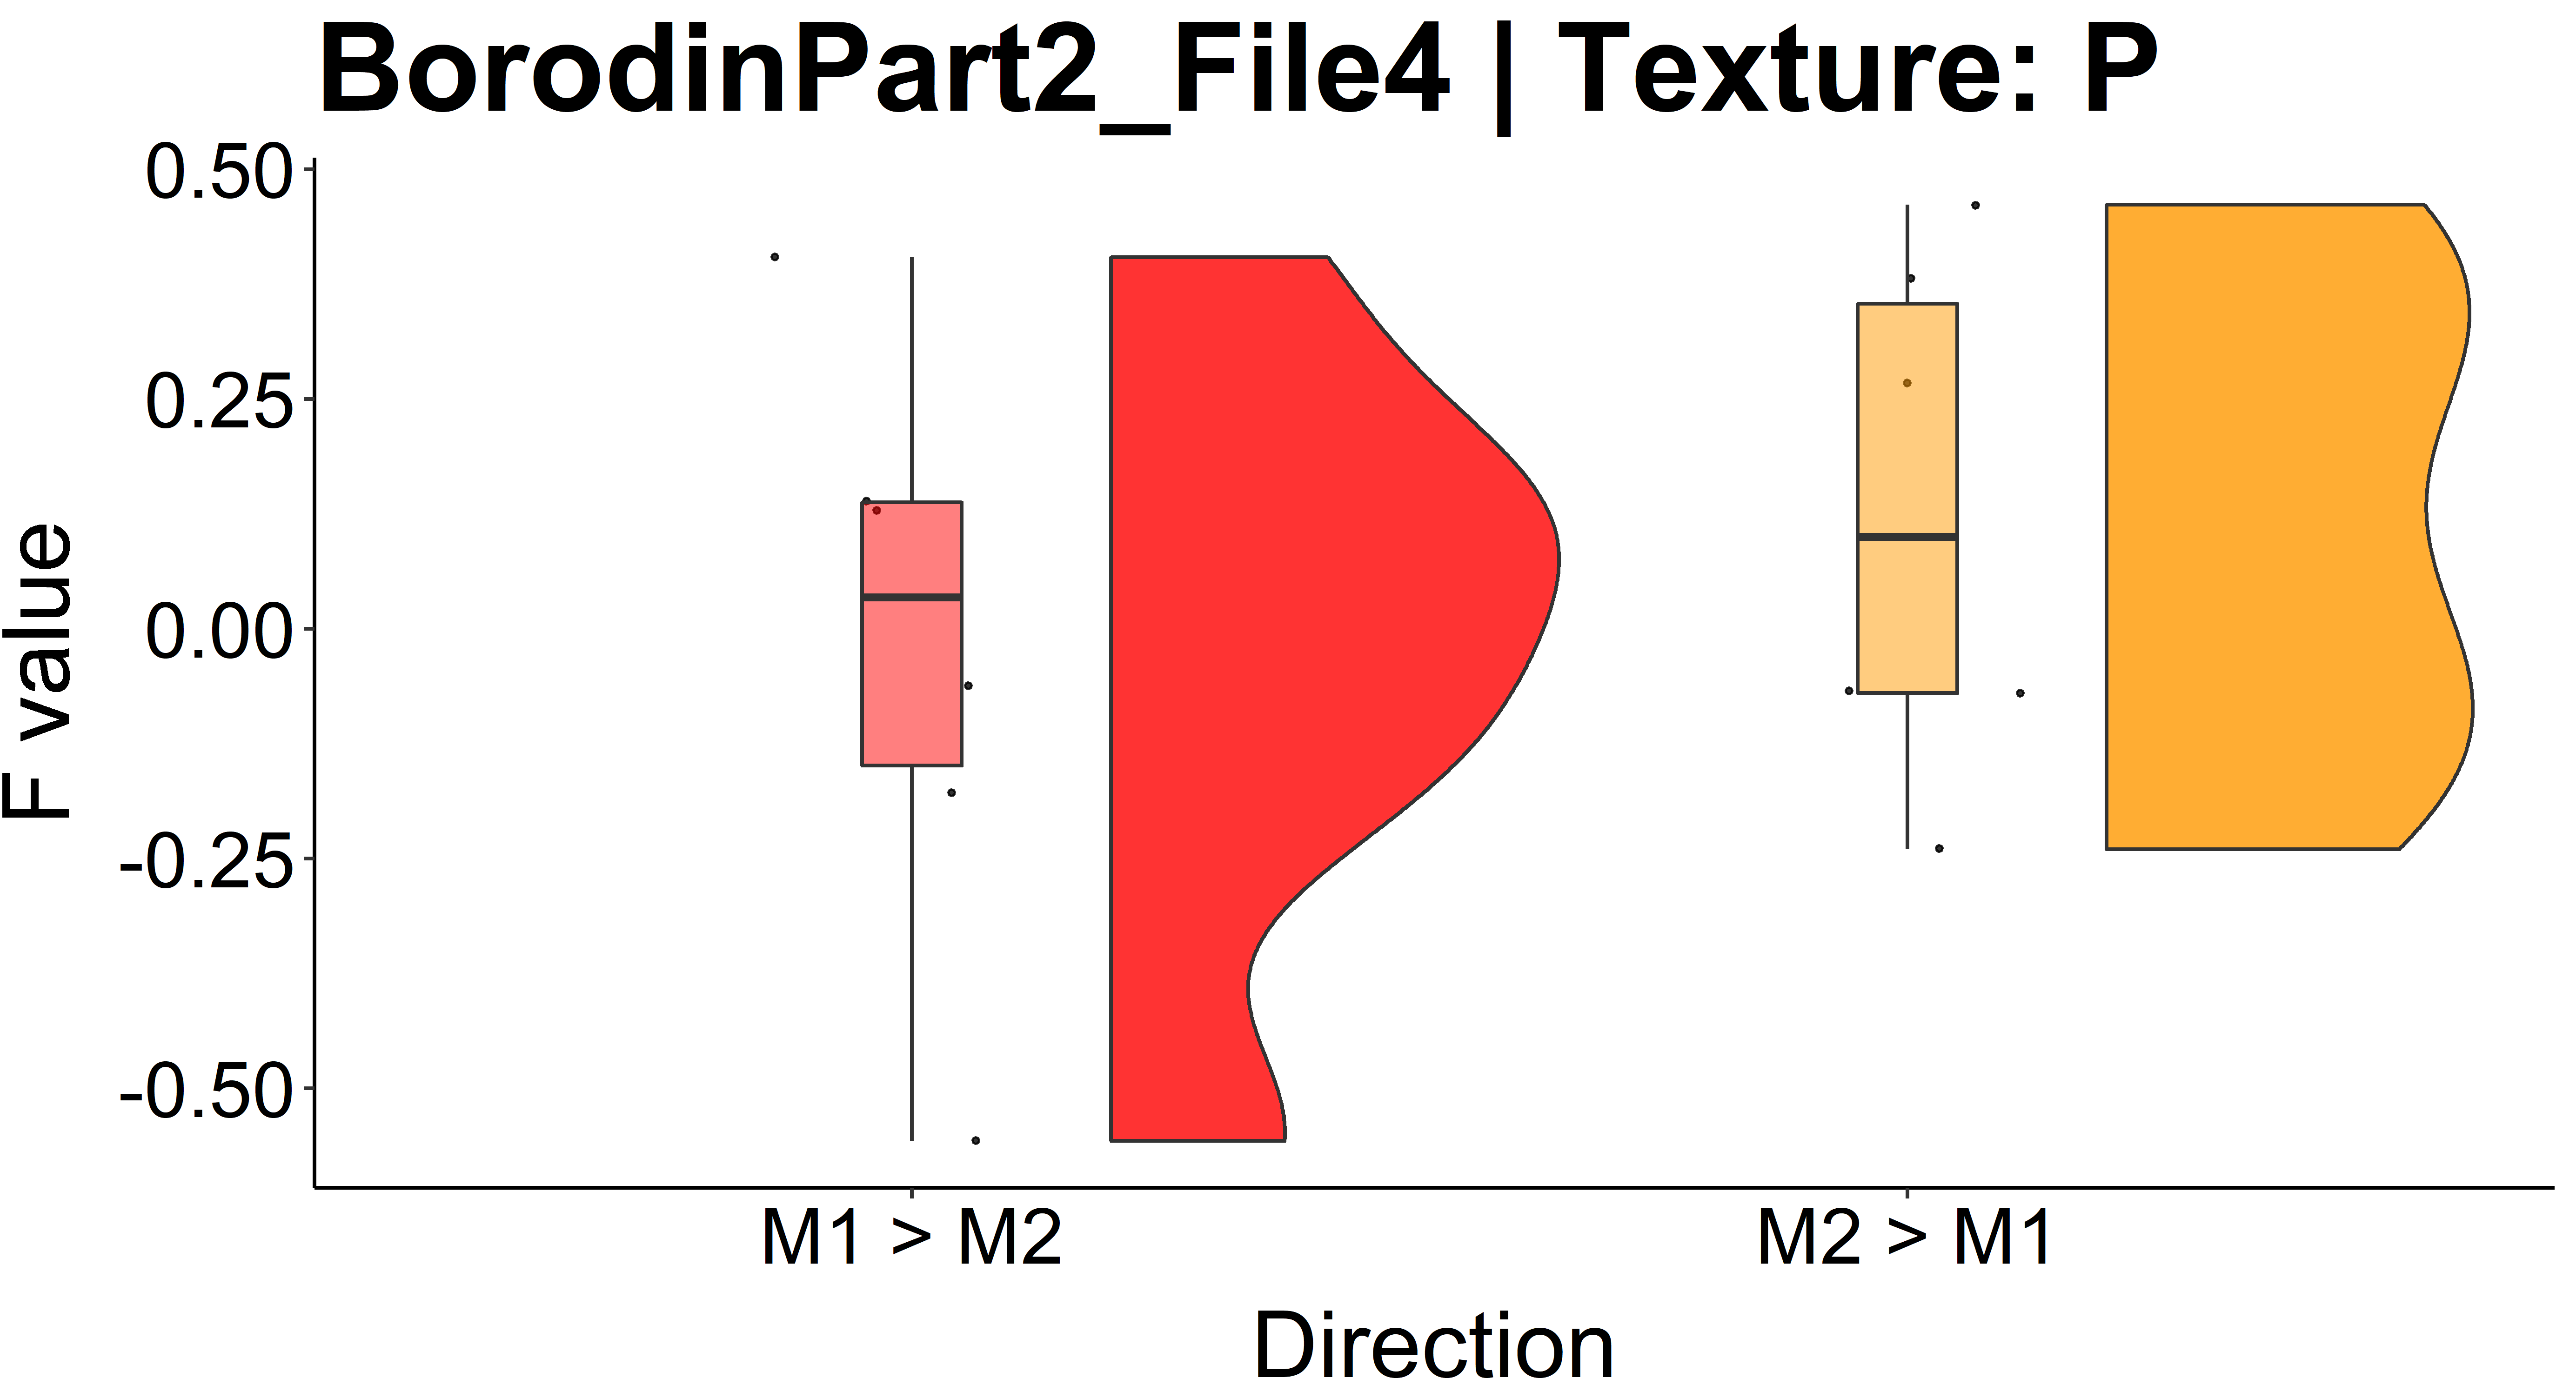 BorodinPart2_File4 | Texture: P
0.50
0.25
0.00
-0.25
-0.50
F value
M1 > M2
M2 > M1
Direction